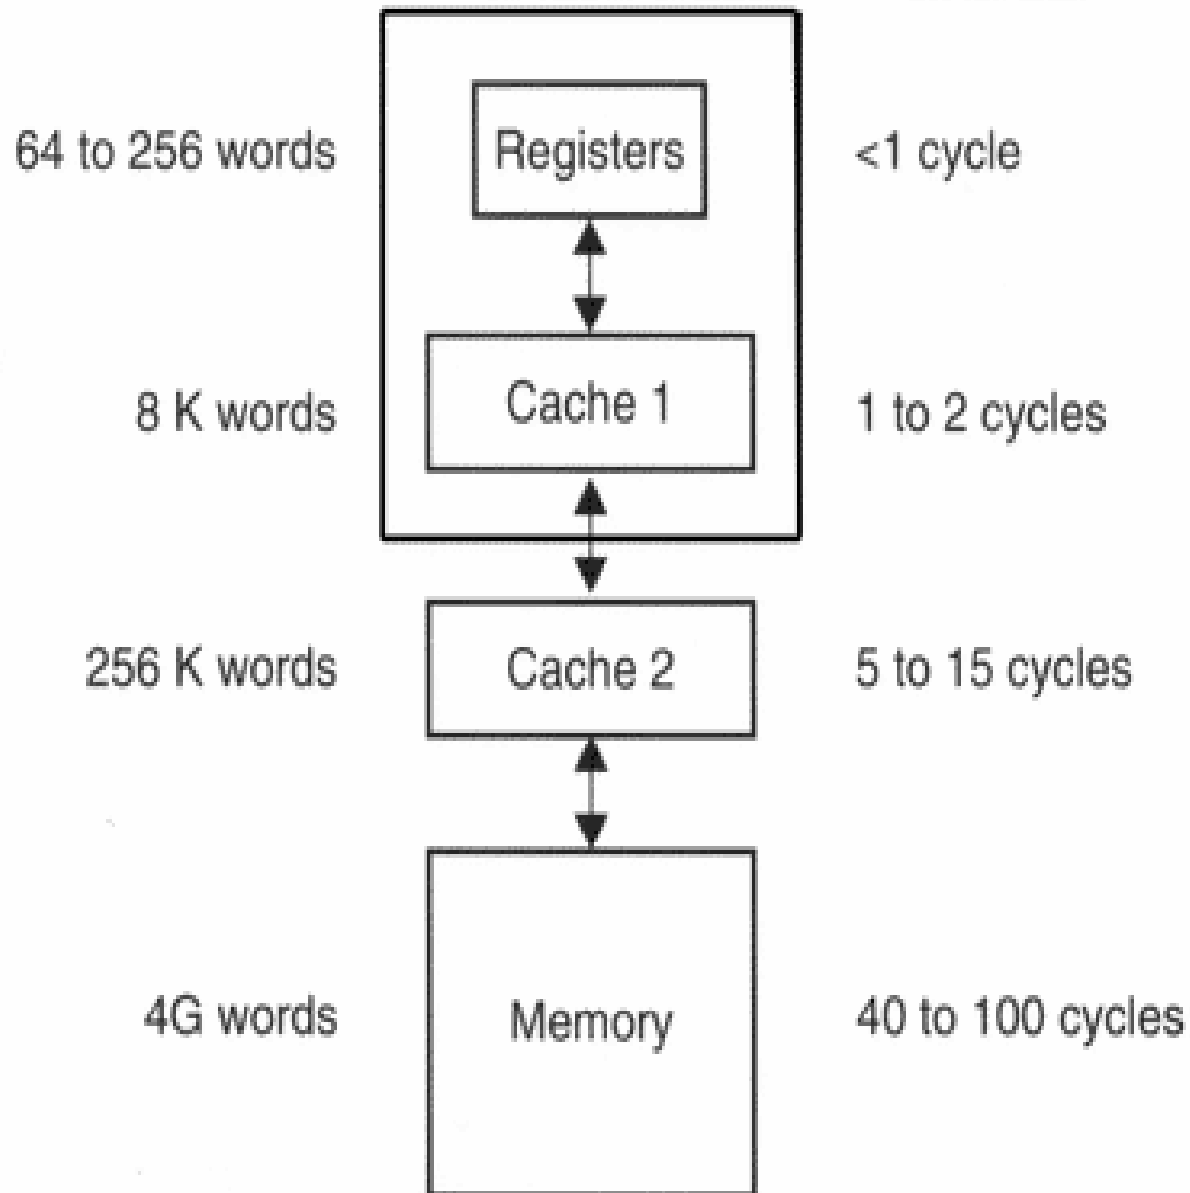 64 to 256 words
Registers
<1 cycle
8 K words
Cache 1
1 to 2 cycles
256 K words
Cache 2
5 to 15 cycles
4G words
Memory
40 to 100 cycles